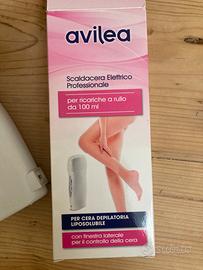 avilea
Scaldacera Elettrico
Professionale
per ricariche a rullo
da 100 ml
PER CERA DEPILATORIA
LIPOSOLUBILE
con finestra laterale
per il controllo della cera